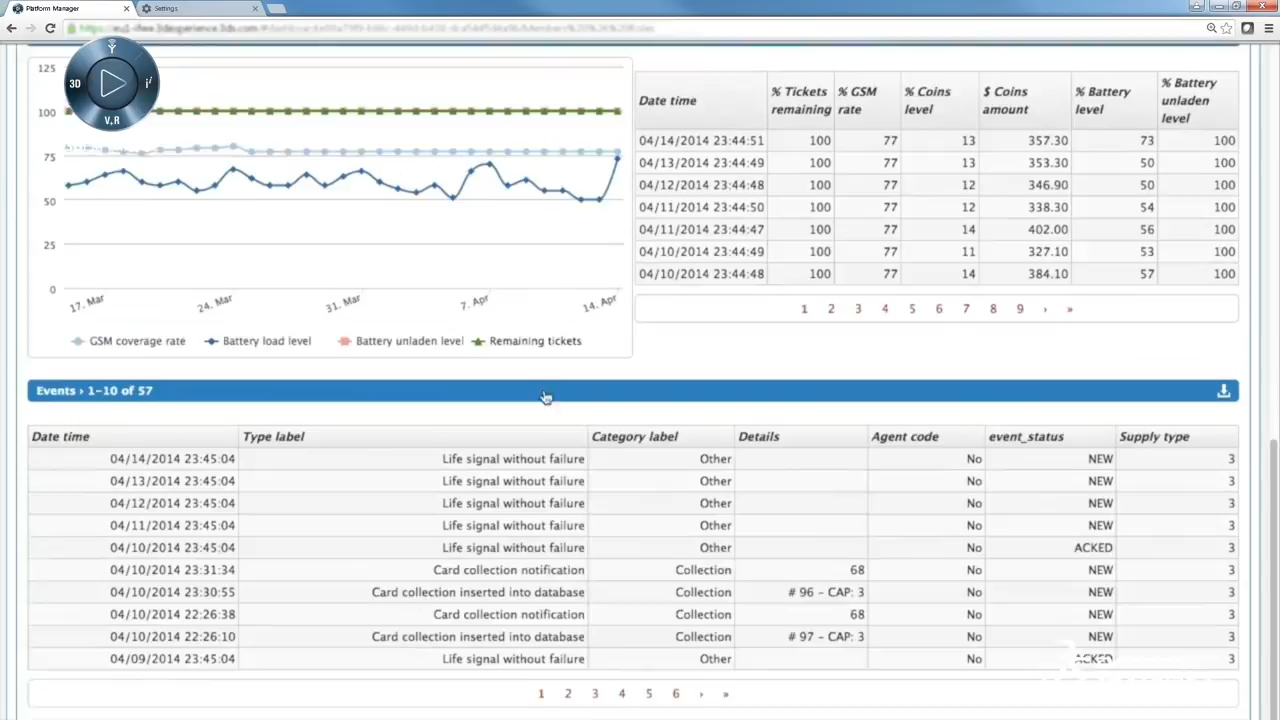 Platform Manager
Settings
3D
V,R
125
100
75
50
25
0
17. Mar
24. Mar
31. Mar
7. Apr
14. Apr
GSM coverage rate
Battery load level
Battery unladen level
Remaining tickets
Date time % Tickets remaining % GSM rate % Coins level $ Coins amount % Battery level % Battery unladen level
04/14/2014 23:44:51 100 77 13 357.30 73 100
04/13/2014 23:44:49 100 77 13 353.30 50 100
04/12/2014 23:44:48 100 77 12 346.90 50 100
04/11/2014 23:44:50 100 77 12 338.30 54 100
04/11/2014 23:44:47 100 77 14 402.00 56 100
04/10/2014 23:44:49 100 77 11 327.10 53 100
04/10/2014 23:44:48 100 77 14 384.10 57 100
1 2 3 4 5 6 7 8 9 › »
Events › 1-10 of 57
Date time Type label Category label Details Agent code event_status Supply type
04/14/2014 23:45:04 Life signal without failure Other No NEW 3
04/13/2014 23:45:04 Life signal without failure Other No NEW 3
04/12/2014 23:45:04 Life signal without failure Other No NEW 3
04/11/2014 23:45:04 Life signal without failure Other No NEW 3
04/10/2014 23:45:04 Life signal without failure Other No ACKED 3
04/10/2014 23:31:34 Card collection notification Collection 68 No NEW 3
04/10/2014 23:30:55 Card collection inserted into database Collection # 96 - CAP: 3 No NEW 3
04/10/2014 22:26:38 Card collection notification Collection 68 No NEW 3
04/10/2014 22:26:10 Card collection inserted into database Collection # 97 - CAP: 3 No NEW 3
04/09/2014 23:45:04 Life signal without failure Other No ACKED 3
1 2 3 4 5 6 › »